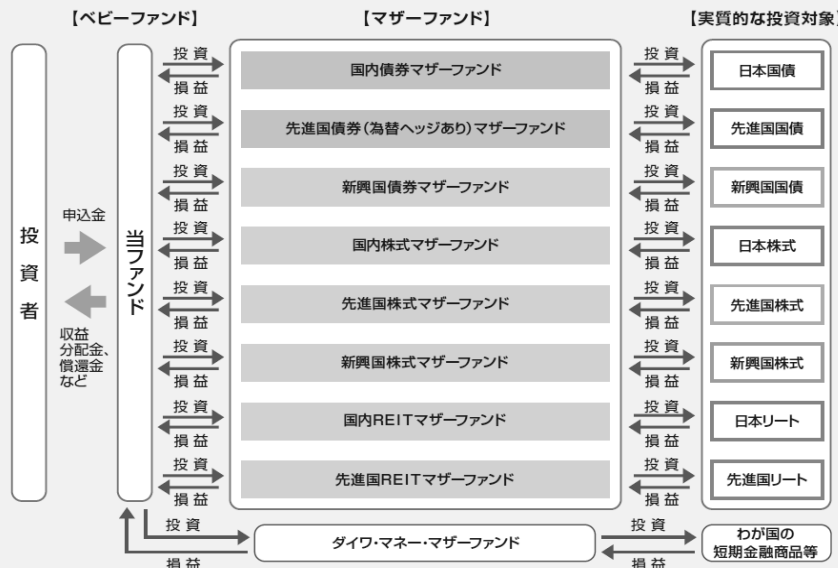 【ベビーファンド】
【マザーファンド】
【実質的な投資対象】
投資者
申込金
収益
分配金、
償還金
など
当ファンド
投資
損益
国内債券マザーファンド
投資
損益
日本国債
投資
損益
先進国債券(為替ヘッジあり)マザーファンド
投資
損益
先進国国債
投資
損益
新興国債券マザーファンド
投資
損益
新興国国債
投資
損益
国内株式マザーファンド
投資
損益
日本株式
投資
損益
先進国株式マザーファンド
投資
損益
先進国株式
投資
損益
新興国株式マザーファンド
投資
損益
新興国株式
投資
損益
国内REITマザーファンド
投資
損益
日本リート
投資
損益
先進国REITマザーファンド
投資
損益
先進国リート
投資
損益
ダイワ・マネー・マザーファンド
投資
損益
わが国の
短期金融商品等